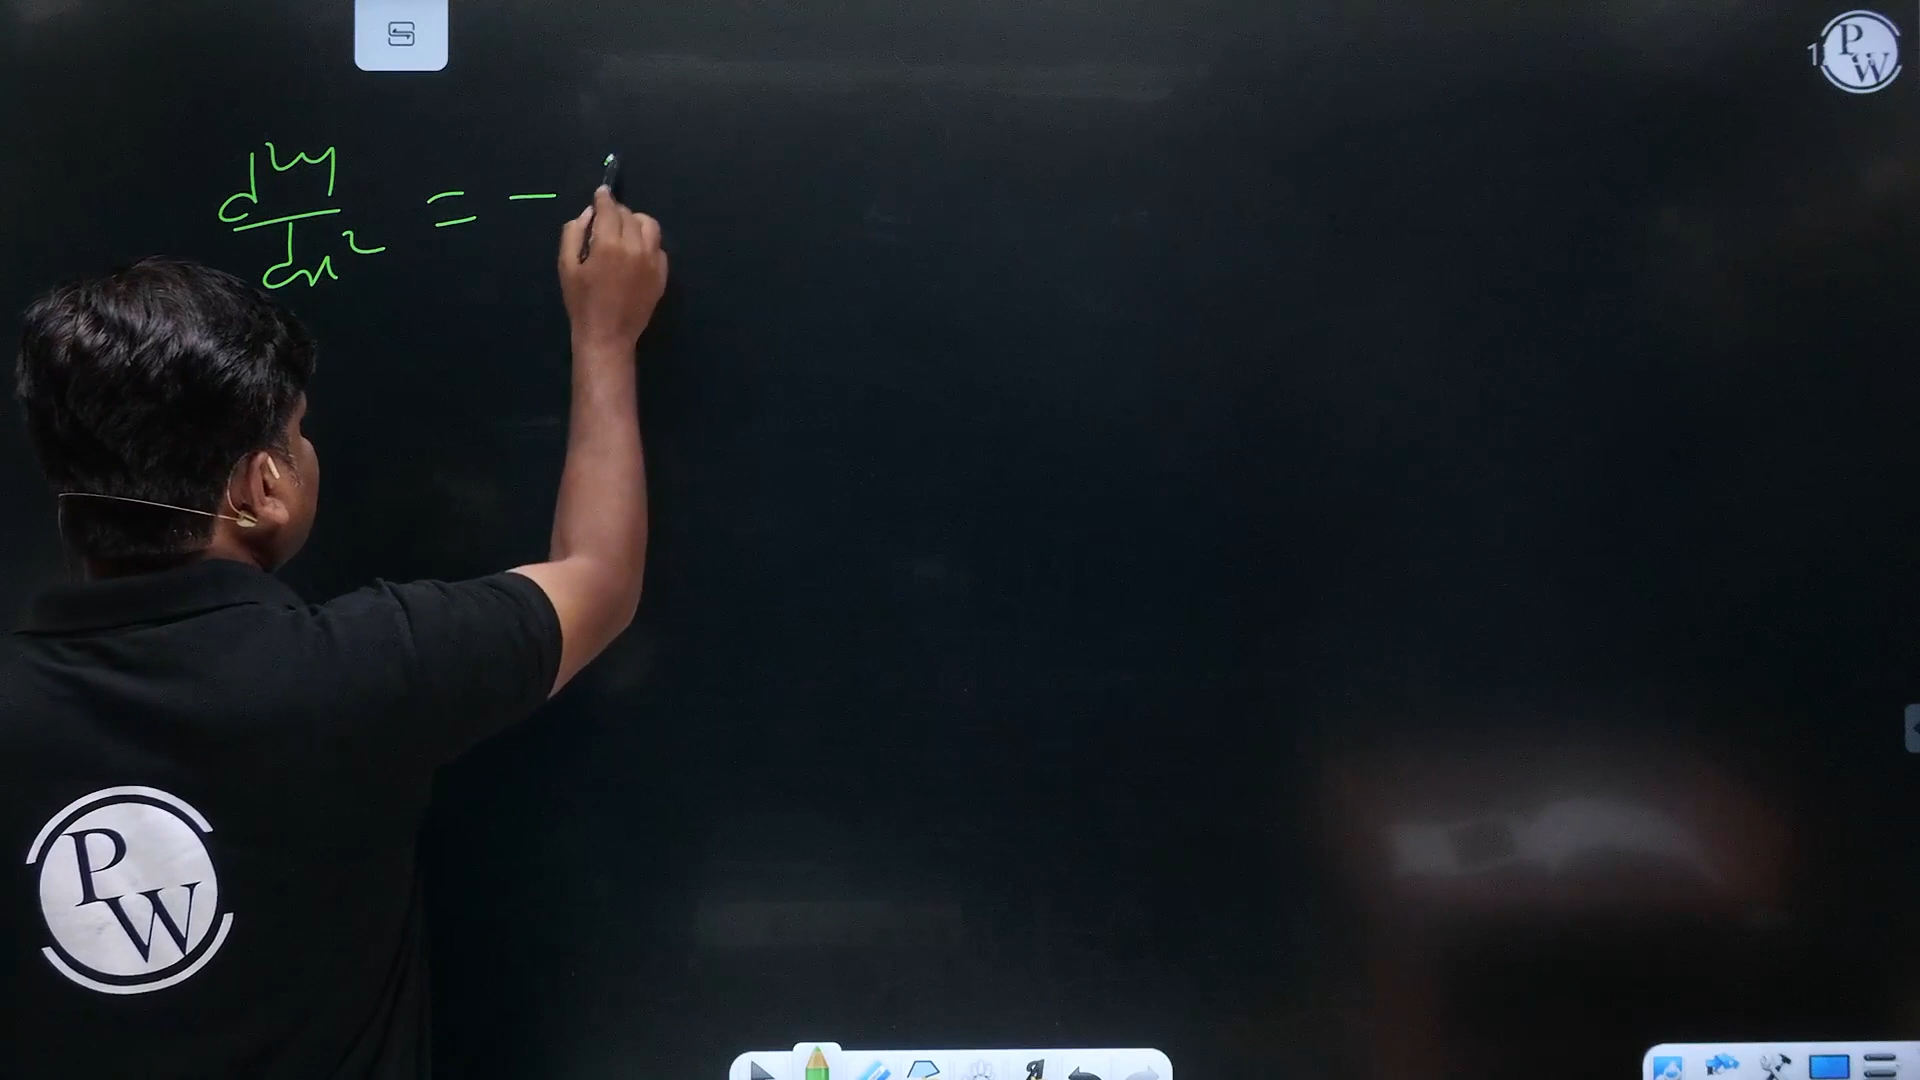 PW
d²y/dx² = -
PW